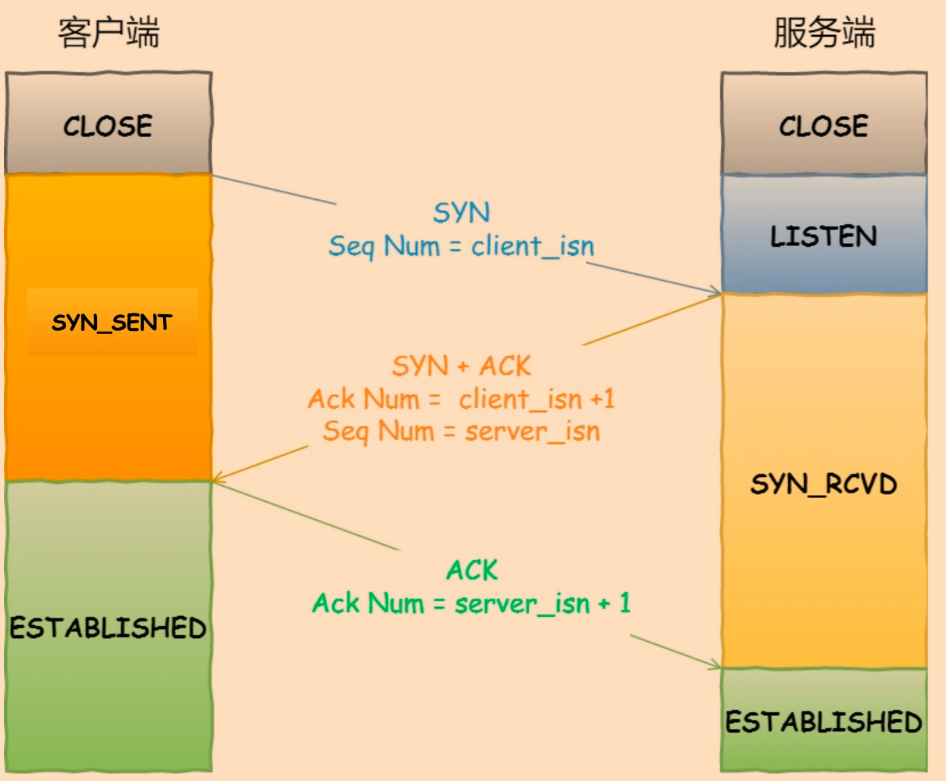 客户端
服务端
CLOSE
CLOSE
SYN
Seq Num = client_isn
LISTEN
SYN_SENT
SYN + ACK
Ack Num = client_isn +1
Seq Num = server_isn
SYN_RCVD
ACK
Ack Num = server_isn + 1
ESTABLISHED
ESTABLISHED